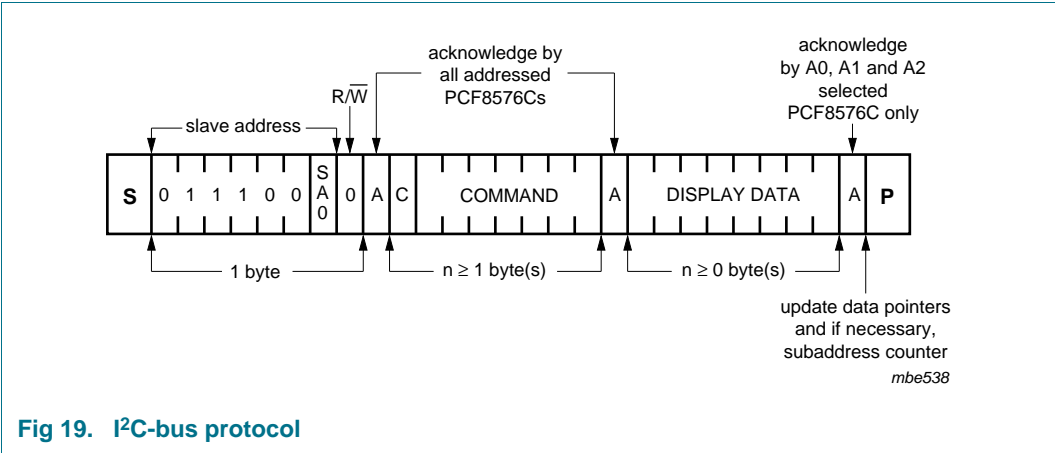 acknowledge by
all addressed
PCF8576Cs
acknowledge
by A0, A1 and A2
selected
PCF8576C only
R/W̅
slave address
S 0 1 1 1 0 0 SA0 0 A C COMMAND A DISPLAY DATA A P
1 byte
n ≥ 1 byte(s)
n ≥ 0 byte(s)
update data pointers
and if necessary,
subaddress counter
mbe538
Fig 19. I²C-bus protocol